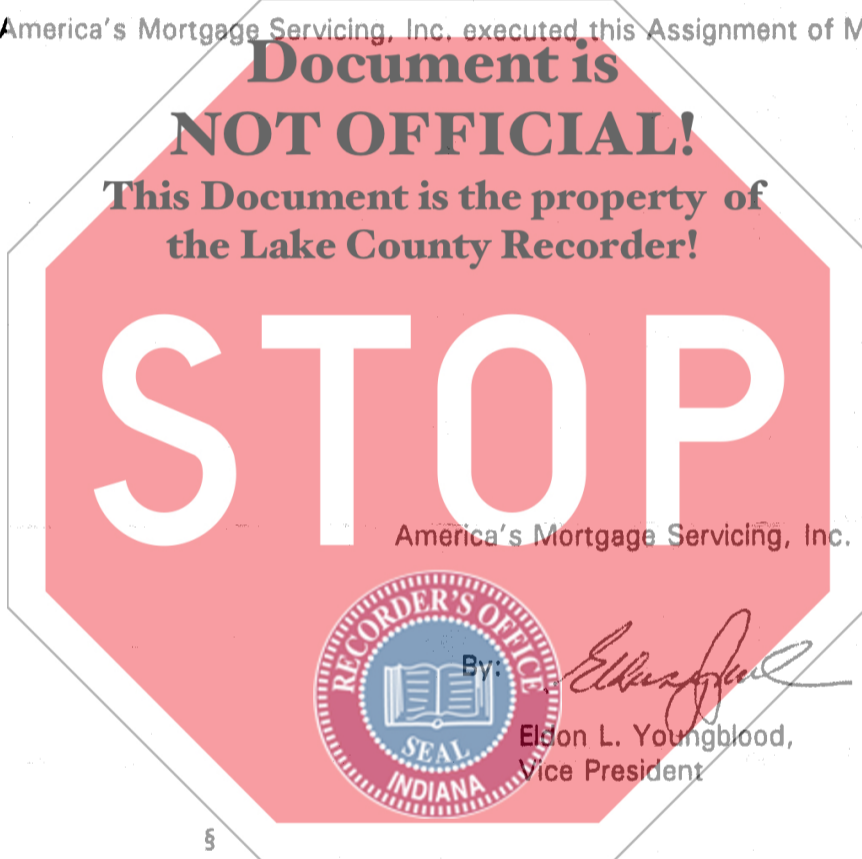 America's Mortgage Servicing, Inc. executed this Assignment of M
Document is
NOT OFFICIAL!
This Document is the property of
the Lake County Recorder!
STOP
America's Mortgage Servicing, Inc.
RECORDER'S OFFICE
By:
SEAL
INDIANA
Eldon L. Youngblood,
Vice President
§